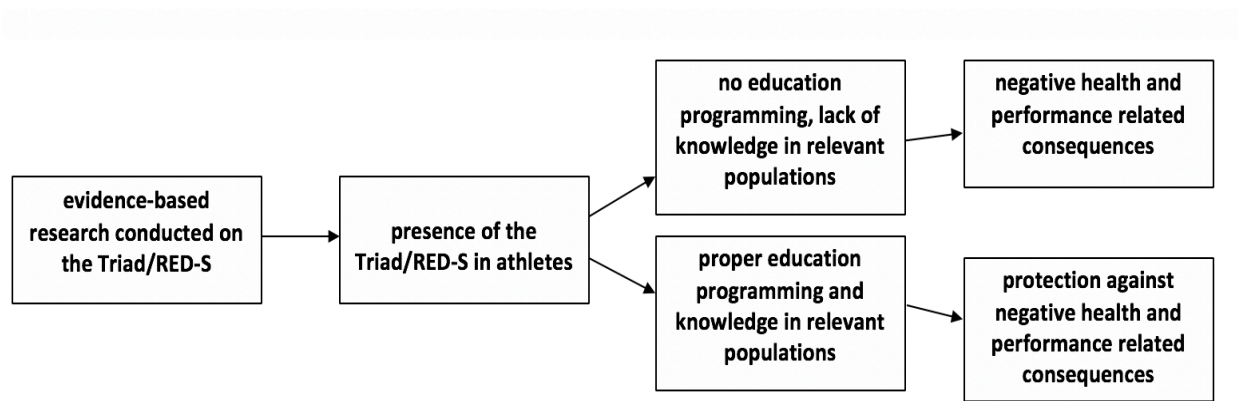 evidence-based
research conducted on
the Triad/RED-S
presence of the
Triad/RED-S in athletes
no education
programming, lack of
knowledge in relevant
populations
negative health and
performance related
consequences
proper education
programming and
knowledge in relevant
populations
protection against
negative health and
performance related
consequences